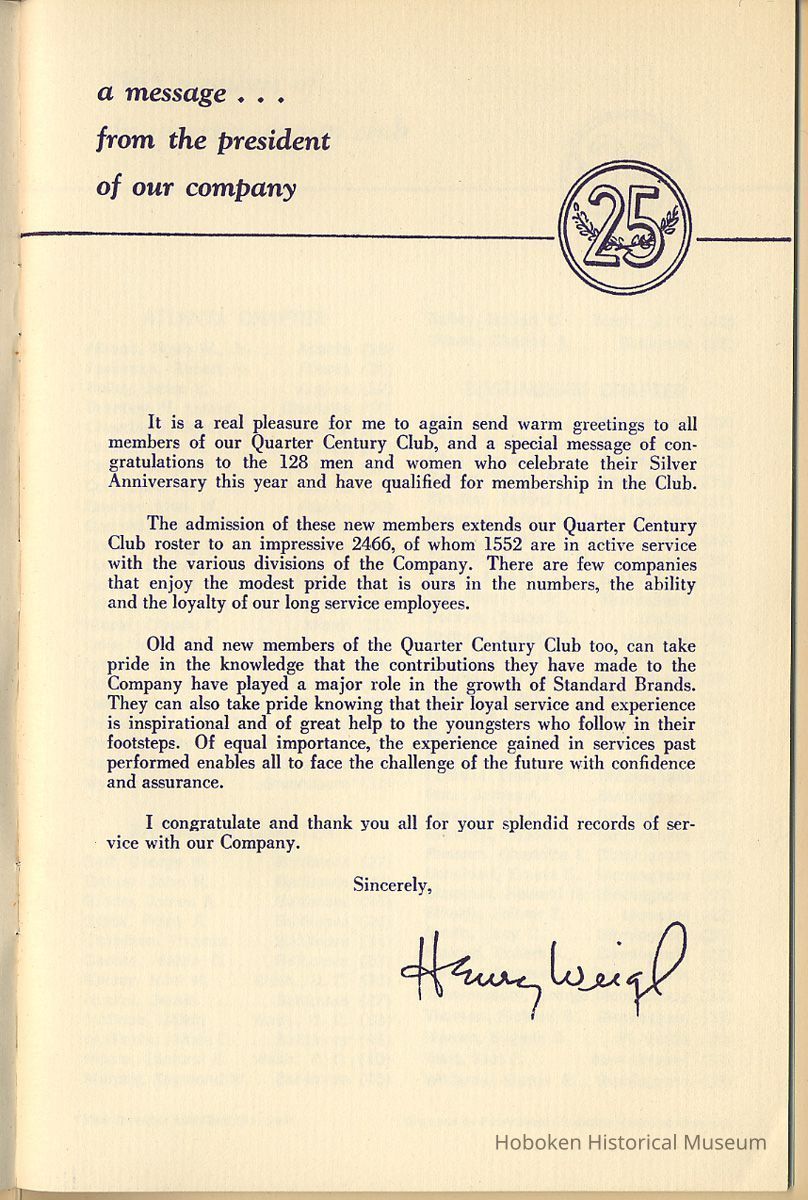 a message . . .
from the president
of our company
25
It is a real pleasure for me to again send warm greetings to all
members of our Quarter Century Club, and a special message of con-
gratulations to the 128 men and women who celebrate their Silver
Anniversary this year and have qualified for membership in the Club.
The admission of these new members extends our Quarter Century
Club roster to an impressive 2466, of whom 1552 are in active service
with the various divisions of the Company. There are few companies
that enjoy the modest pride that is ours in the numbers, the ability
and the loyalty of our long service employees.
Old and new members of the Quarter Century Club too, can take
pride in the knowledge that the contributions they have made to the
Company have played a major role in the growth of Standard Brands.
They can also take pride knowing that their loyal service and experience
is inspirational and of great help to the youngsters who follow in their
footsteps. Of equal importance, the experience gained in services past
performed enables all to face the challenge of the future with confidence
and assurance.
I congratulate and thank you all for your splendid records of ser-
vice with our Company.
Sincerely,
Henry Weigl
Hoboken Historical Museum